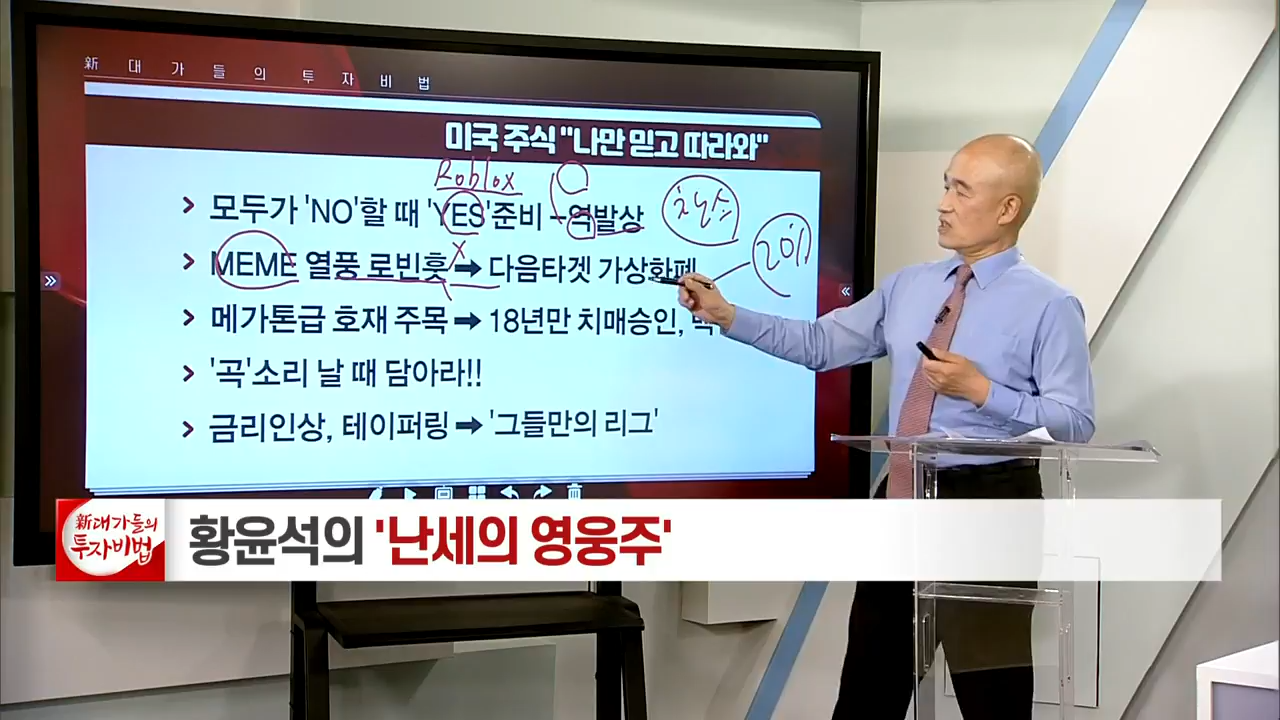 新 대 가 들 의 투 자 비 법
미국 주식 "나만 믿고 따라와"
Roblox
모두가 'NO'할 때 'YES'준비 - 역발상
찬스
MEME 열풍 로빈훗 ➡ 다음타겟 가상화폐
메가톤급 호재 주목 ➡ 18년만 치매승인,
'곡'소리 날 때 담아라!!
금리인상, 테이퍼링 ➡ '그들만의 리그'
新대가들의
투자비법
황윤석의 '난세의 영웅주'